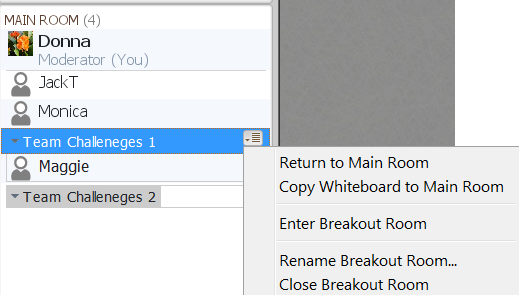 MAIN ROOM (4)
Donna
Moderator (You)
JackT
Monica
Team Challeneges 1
Maggie
Team Challeneges 2
Return to Main Room
Copy Whiteboard to Main Room
Enter Breakout Room
Rename Breakout Room...
Close Breakout Room